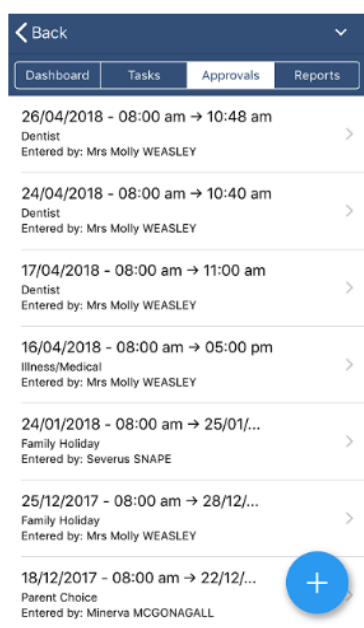 Back
Dashboard Tasks Approvals Reports
26/04/2018 - 08:00 am → 10:48 am
Dentist
Entered by: Mrs Molly WEASLEY
24/04/2018 - 08:00 am → 10:40 am
Dentist
Entered by: Mrs Molly WEASLEY
17/04/2018 - 08:00 am → 11:00 am
Dentist
Entered by: Mrs Molly WEASLEY
16/04/2018 - 08:00 am → 05:00 pm
Illness/Medical
Entered by: Mrs Molly WEASLEY
24/01/2018 - 08:00 am → 25/01/...
Family Holiday
Entered by: Severus SNAPE
25/12/2017 - 08:00 am → 28/12/...
Family Holiday
Entered by: Mrs Molly WEASLEY
18/12/2017 - 08:00 am → 22/12/...
Parent Choice
Entered by: Minerva MCGONAGALL